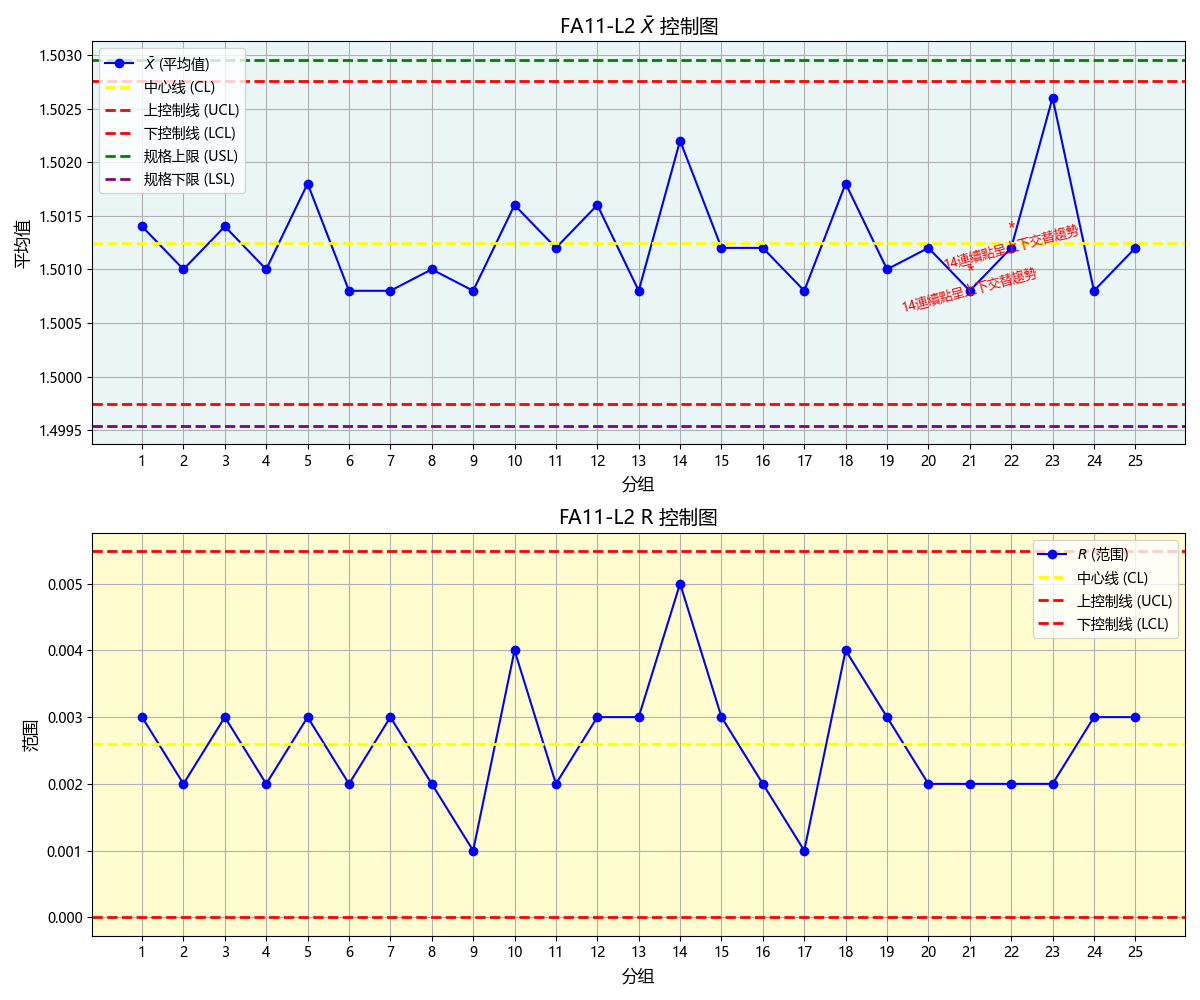 FA11-L2 X̄ 控制图
1.5030
1.5025
1.5020
1.5015
1.5010
1.5005
1.5000
1.4995
平均值
X̄ (平均值)
中心线 (CL)
上控制线 (UCL)
下控制线 (LCL)
规格上限 (USL)
规格下限 (LSL)
*
14連續點呈上下交替趨勢
*
14連續點呈上下交替趨勢
1 2 3 4 5 6 7 8 9 10 11 12 13 14 15 16 17 18 19 20 21 22 23 24 25
分组
FA11-L2 R 控制图
0.005
0.004
0.003
0.002
0.001
0.000
范围
R (范围)
中心线 (CL)
上控制线 (UCL)
下控制线 (LCL)
1 2 3 4 5 6 7 8 9 10 11 12 13 14 15 16 17 18 19 20 21 22 23 24 25
分组